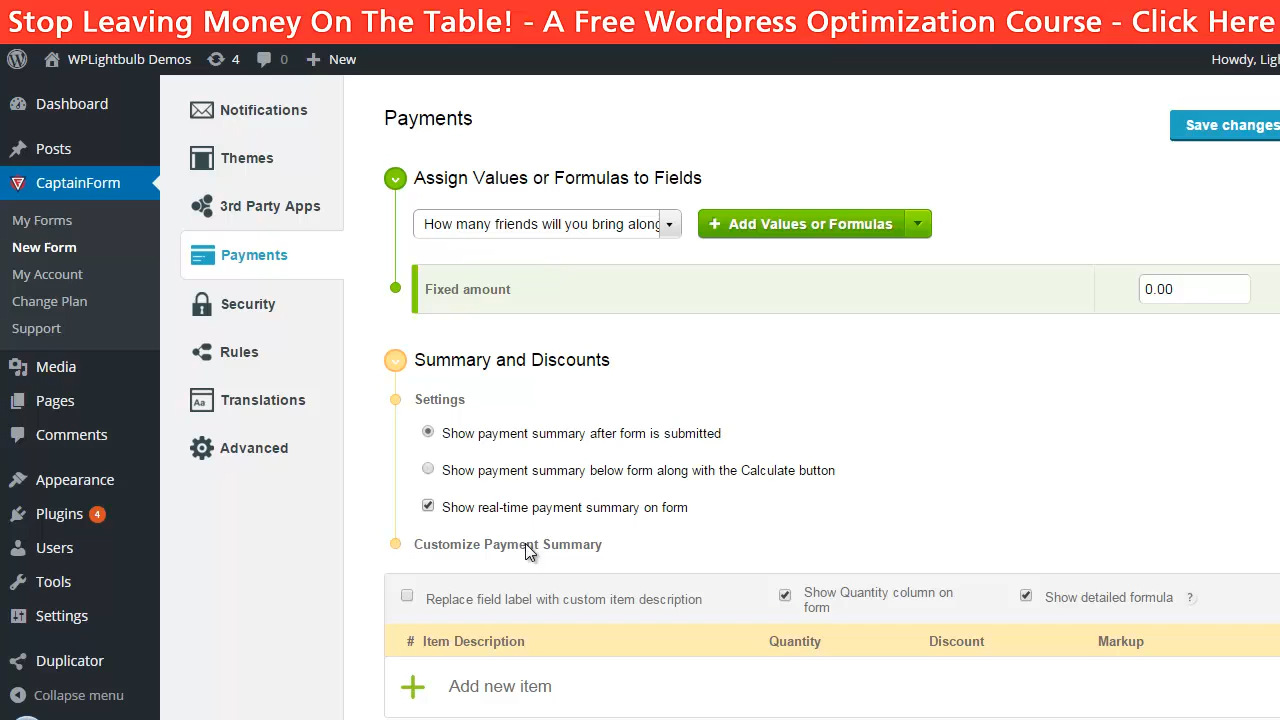 Stop Leaving Money On The Table! - A Free Wordpress Optimization Course - Click Here
WPLightbulb Demos
4
0
New
Howdy,
Dashboard
Posts
CaptainForm
My Forms
New Form
My Account
Change Plan
Support
Media
Pages
Comments
Appearance
Plugins 4
Users
Tools
Settings
Duplicator
Collapse menu
Notifications
Themes
3rd Party Apps
Payments
Security
Rules
Aa Translations
Advanced
Payments
Save changes
Assign Values or Formulas to Fields
How many friends will you bring along
+ Add Values or Formulas
Fixed amount
0.00
Summary and Discounts
Settings
Show payment summary after form is submitted
Show payment summary below form along with the Calculate button
Show real-time payment summary on form
Customize Payment Summary
Replace field label with custom item description
Show Quantity column on
form
Show detailed formula ?
# Item Description Quantity Discount Markup
Add new item